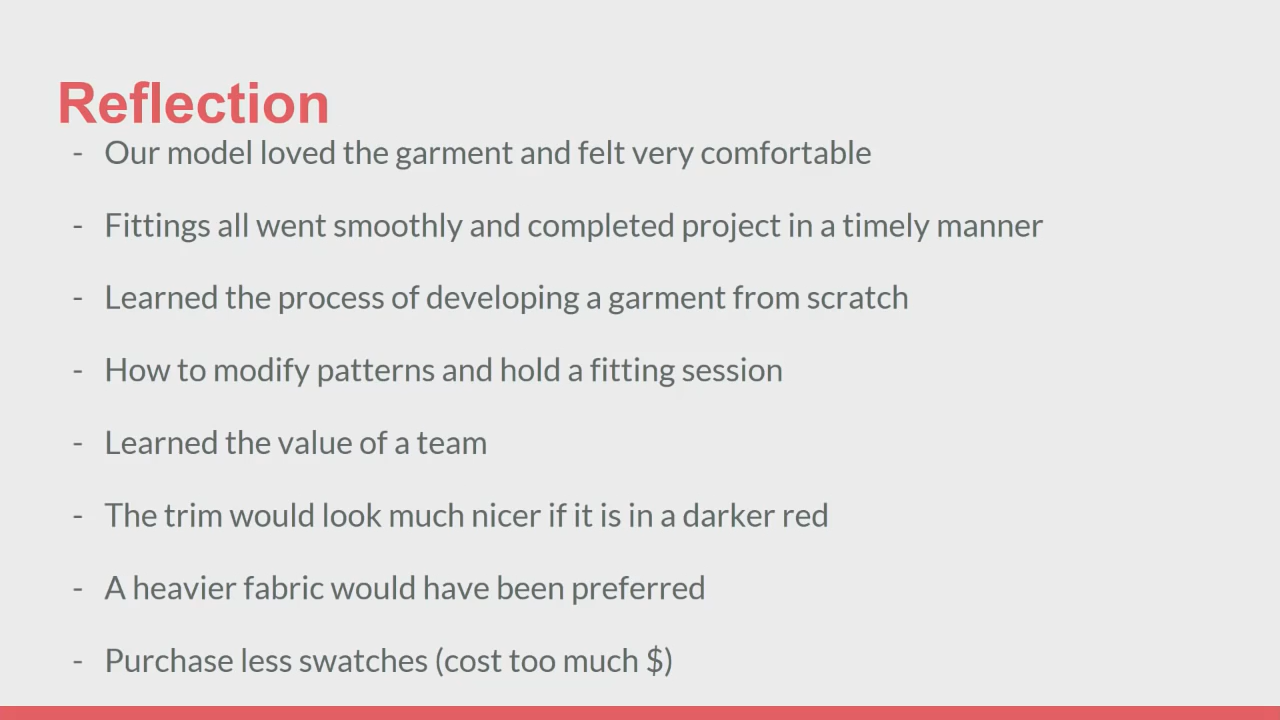 Reflection
- Our model loved the garment and felt very comfortable
- Fittings all went smoothly and completed project in a timely manner
- Learned the process of developing a garment from scratch
- How to modify patterns and hold a fitting session
- Learned the value of a team
- The trim would look much nicer if it is in a darker red
- A heavier fabric would have been preferred
- Purchase less swatches (cost too much $)